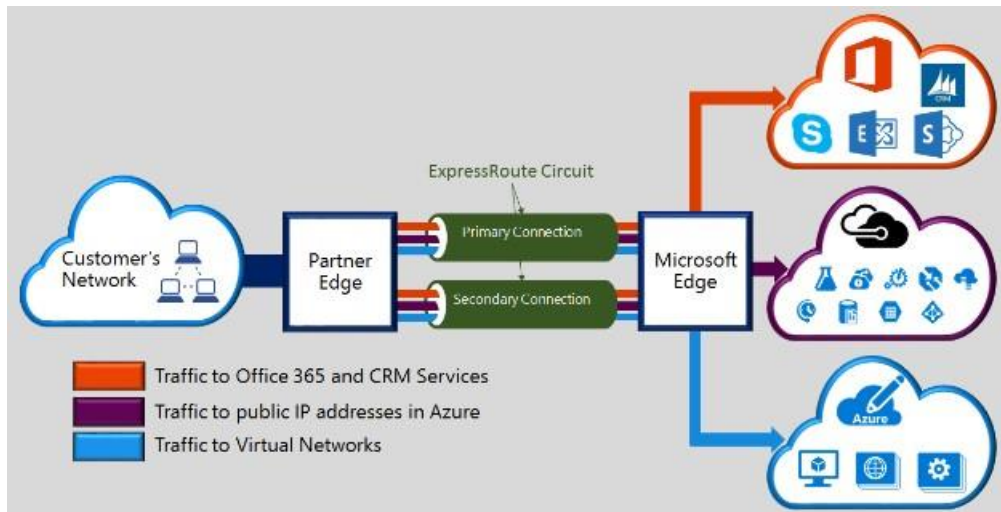 ExpressRoute Circuit
Customer's
Network
Partner
Edge
Primary Connection
Secondary Connection
Microsoft
Edge
CRM
S
E
S
Azure
Traffic to Office 365 and CRM Services
Traffic to public IP addresses in Azure
Traffic to Virtual Networks